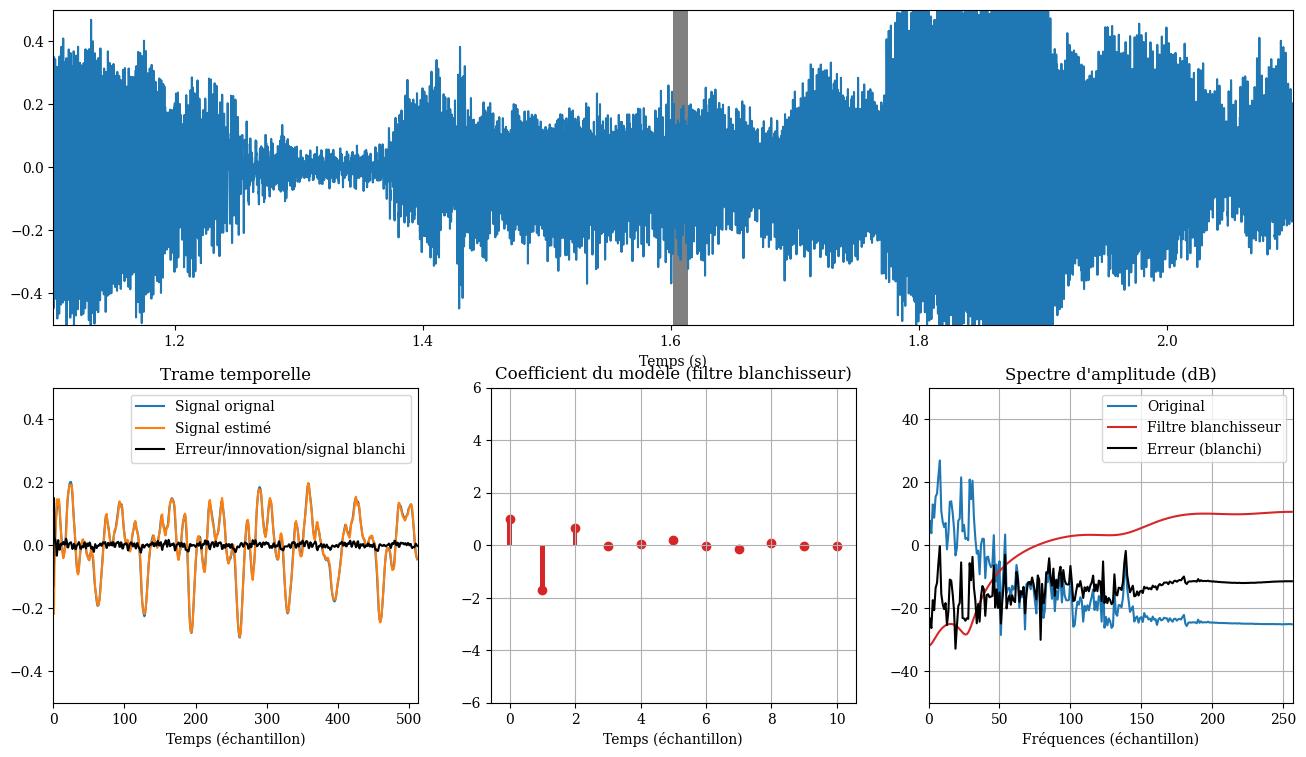 0.4
0.2
0.0
−0.2
−0.4
1.2 1.4 1.6 1.8 2.0
Temps (s)
Trame temporelle
Signal orignal
Signal estimé
Erreur/innovation/signal blanchi
0.4
0.2
0.0
−0.2
−0.4
0 100 200 300 400 500
Temps (échantillon)
Coefficient du modèle (filtre blanchisseur)
6
4
2
0
−2
−4
−6
0 2 4 6 8 10
Temps (échantillon)
Spectre d'amplitude (dB)
Original
Filtre blanchisseur
Erreur (blanchi)
40
20
0
−20
−40
0 50 100 150 200 250
Fréquences (échantillon)